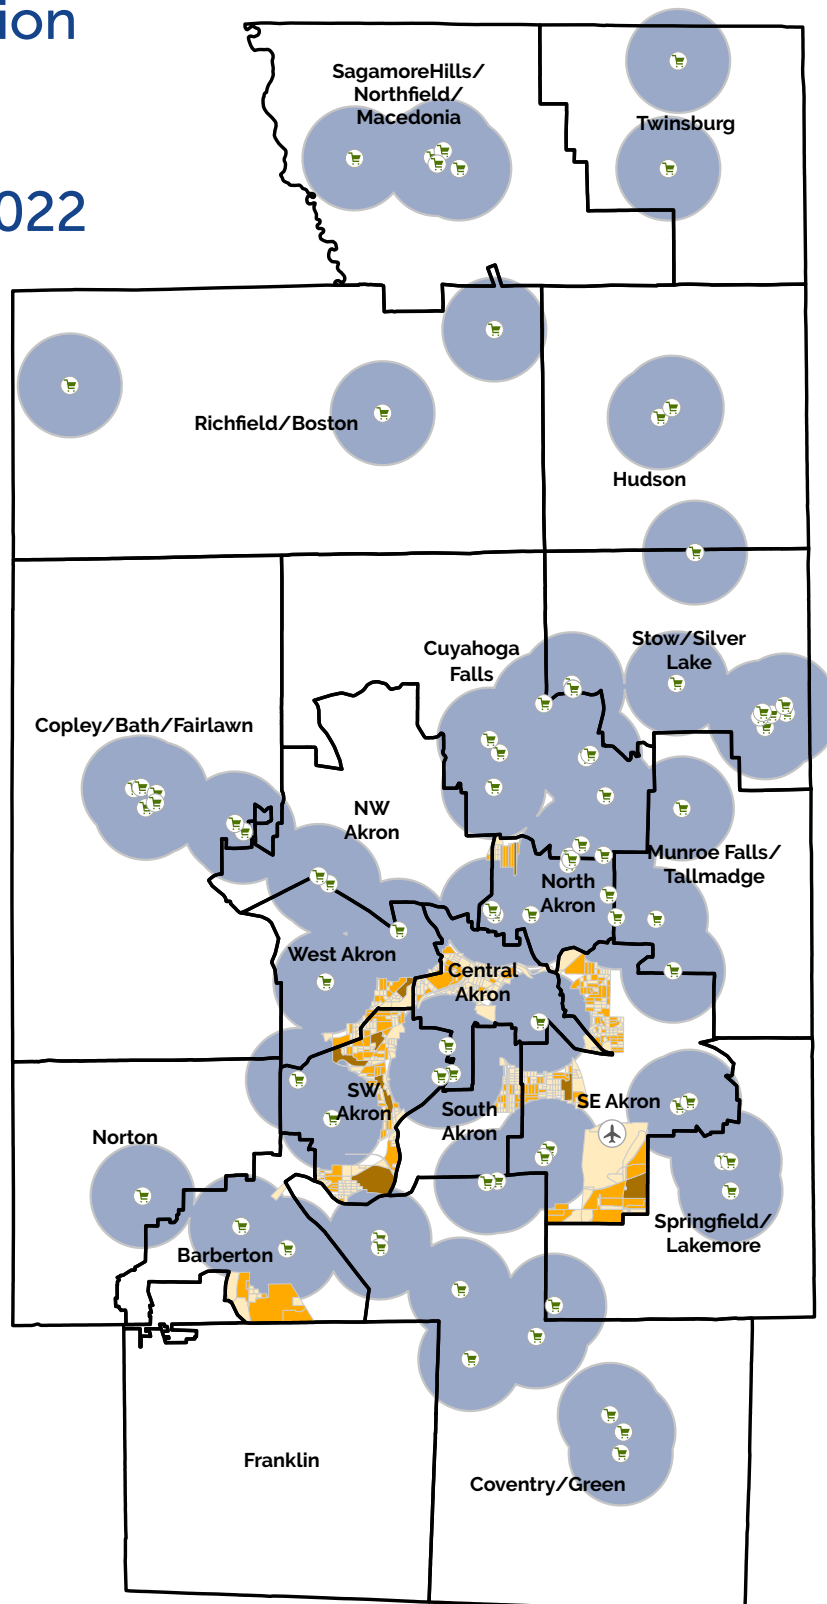 ion
022
SagamoreHills/
Northfield/
Macedonia
Twinsburg
Richfield/Boston
Hudson
Cuyahoga
Falls
Stow/Silver
Lake
Copley/Bath/Fairlawn
NW
Akron
Munroe Falls/
Tallmadge
North
Akron
West Akron
Central
Akron
SW
Akron
South
Akron
SE Akron
Norton
Springfield/
Lakemore
Barberton
Franklin
Coventry/Green